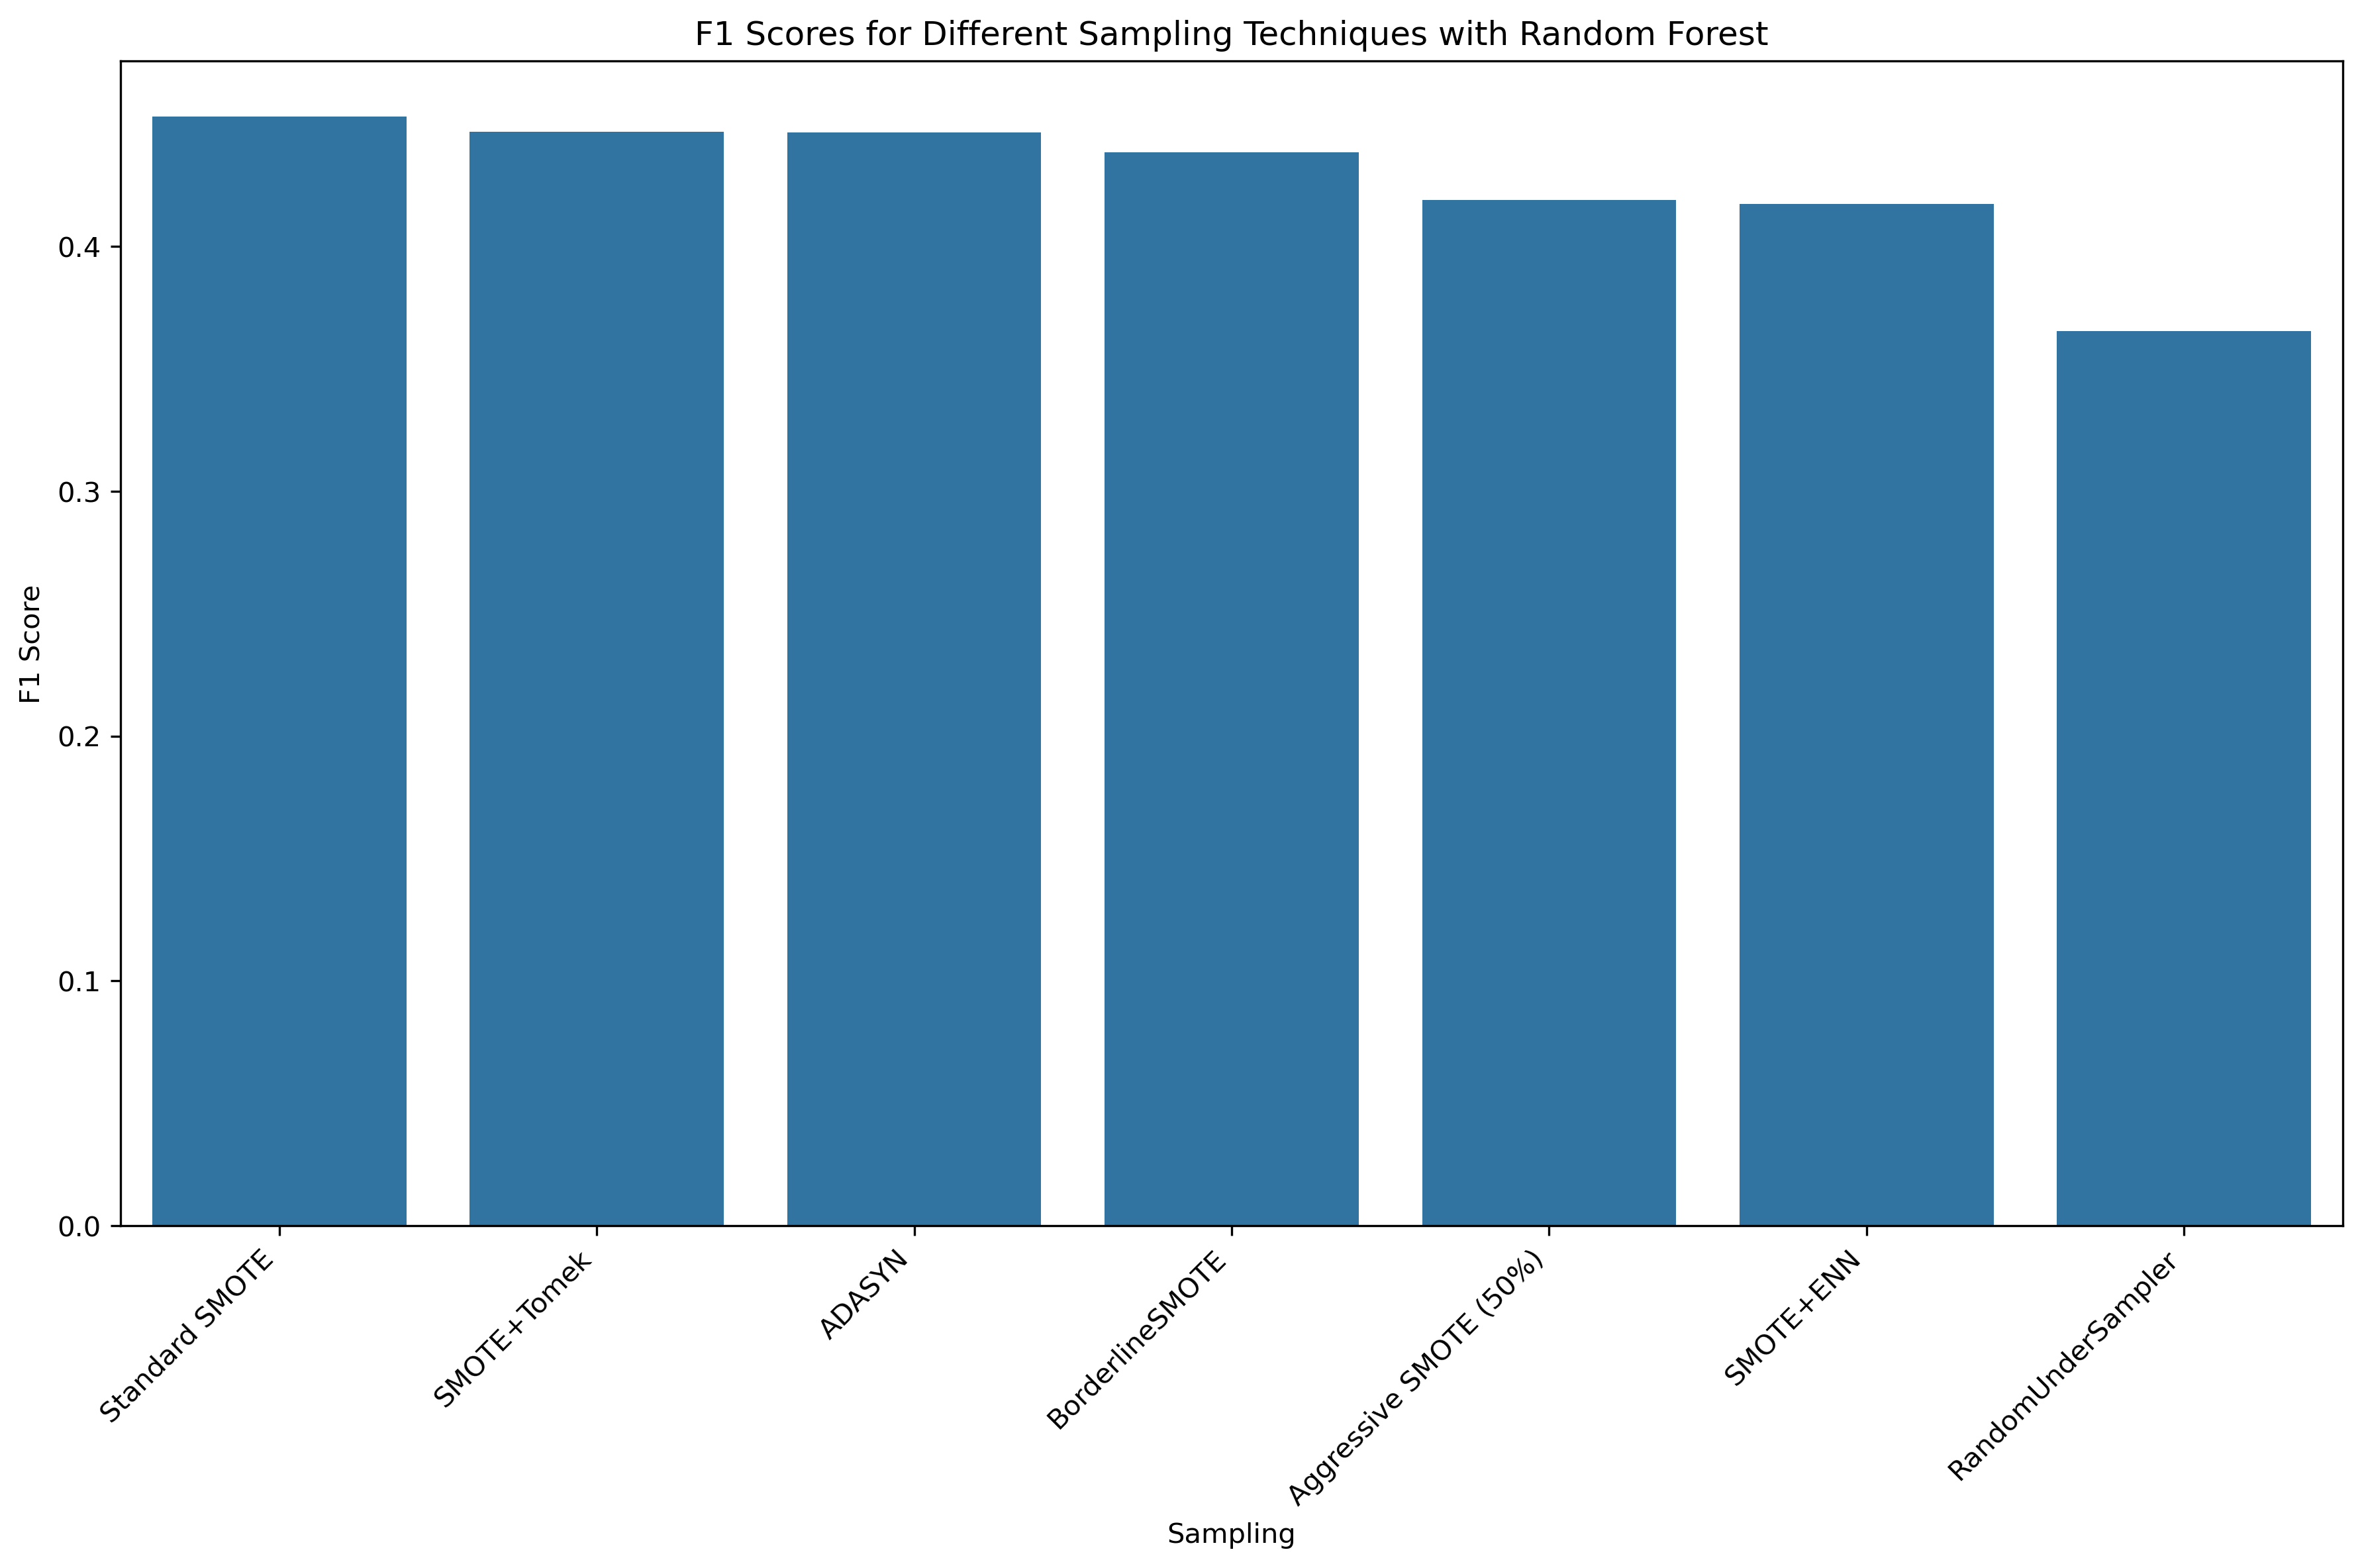 F1 Scores for Different Sampling Techniques with Random Forest
F1 Score
0.4
0.3
0.2
0.1
0.0
Standard SMOTE
SMOTE+Tomek
ADASYN
BorderlineSMOTE
Aggressive SMOTE (50%)
SMOTE+ENN
RandomUnderSampler
Sampling